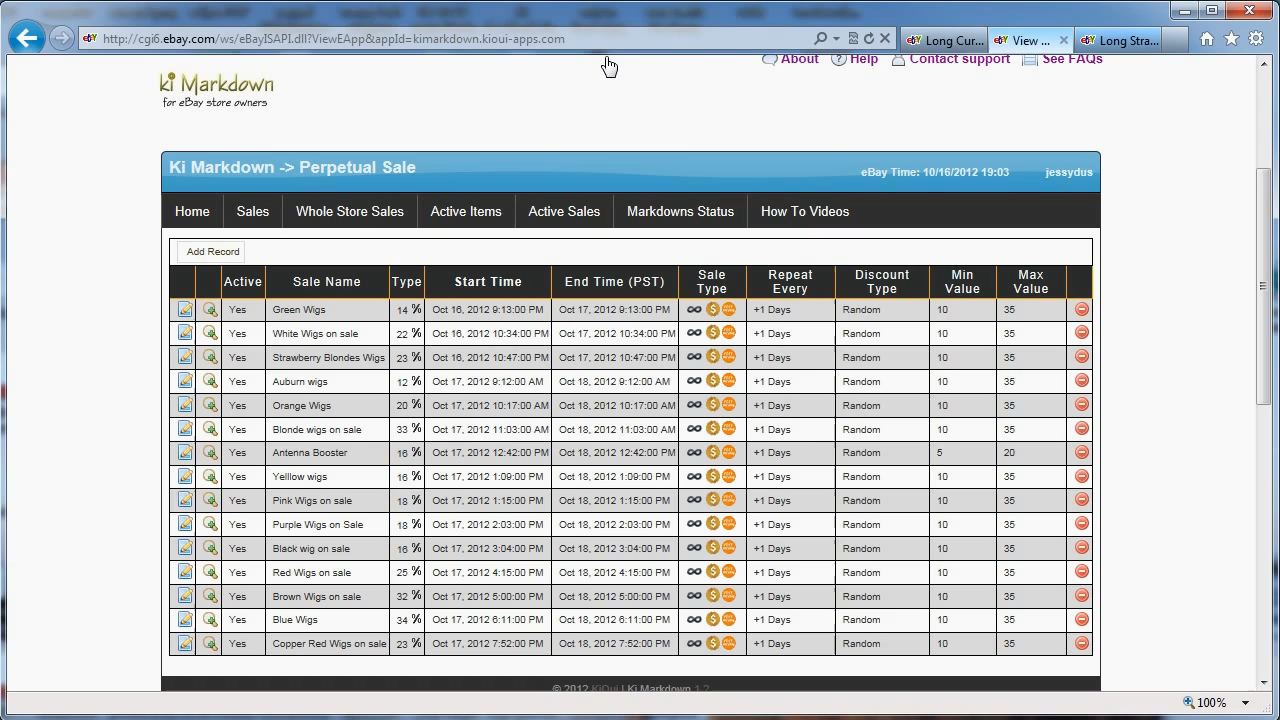 http://cgi6.ebay.com/ws/eBayISAPI.dll?ViewEApp&appId=kimarkdown.kioui-apps.com
Long Cur...
View ...
Long Stra...
About Help Contact support See FAQs
ki Markdown
for eBay store owners
Ki Markdown -> Perpetual Sale
eBay Time: 10/16/2012 19:03 jessydus
Home Sales Whole Store Sales Active Items Active Sales Markdowns Status How To Videos
Add Record
Active Sale Name Type Start Time End Time (PST) Sale Type Repeat Every Discount Type Min Value Max Value
Yes Green Wigs 14 % Oct 16, 2012 9:13:00 PM Oct 17, 2012 9:13:00 PM +1 Days Random 10 35
Yes White Wigs on sale 22 % Oct 16, 2012 10:34:00 PM Oct 17, 2012 10:34:00 PM +1 Days Random 10 35
Yes Strawberry Blondes Wigs 23 % Oct 16, 2012 10:47:00 PM Oct 17, 2012 10:47:00 PM +1 Days Random 10 35
Yes Auburn wigs 12 % Oct 17, 2012 9:12:00 AM Oct 18, 2012 9:12:00 AM +1 Days Random 10 35
Yes Orange Wigs 20 % Oct 17, 2012 10:17:00 AM Oct 18, 2012 10:17:00 AM +1 Days Random 10 35
Yes Blonde wigs on sale 33 % Oct 17, 2012 11:03:00 AM Oct 18, 2012 11:03:00 AM +1 Days Random 10 35
Yes Antenna Booster 16 % Oct 17, 2012 12:42:00 PM Oct 18, 2012 12:42:00 PM +1 Days Random 5 20
Yes Yelllow wigs 16 % Oct 17, 2012 1:09:00 PM Oct 18, 2012 1:09:00 PM +1 Days Random 10 35
Yes Pink Wigs on sale 18 % Oct 17, 2012 1:15:00 PM Oct 18, 2012 1:15:00 PM +1 Days Random 10 35
Yes Purple Wigs on Sale 18 % Oct 17, 2012 2:03:00 PM Oct 18, 2012 2:03:00 PM +1 Days Random 10 35
Yes Black wig on sale 16 % Oct 17, 2012 3:04:00 PM Oct 18, 2012 3:04:00 PM +1 Days Random 10 35
Yes Red Wigs on sale 25 % Oct 17, 2012 4:15:00 PM Oct 18, 2012 4:15:00 PM +1 Days Random 10 35
Yes Brown Wigs on sale 32 % Oct 17, 2012 5:00:00 PM Oct 18, 2012 5:00:00 PM +1 Days Random 10 35
Yes Blue Wigs 34 % Oct 17, 2012 6:11:00 PM Oct 18, 2012 6:11:00 PM +1 Days Random 10 35
Yes Copper Red Wigs on sale 23 % Oct 17, 2012 7:52:00 PM Oct 18, 2012 7:52:00 PM +1 Days Random 10 35
© 2012 KiOui | Ki Markdown 1.2
100%